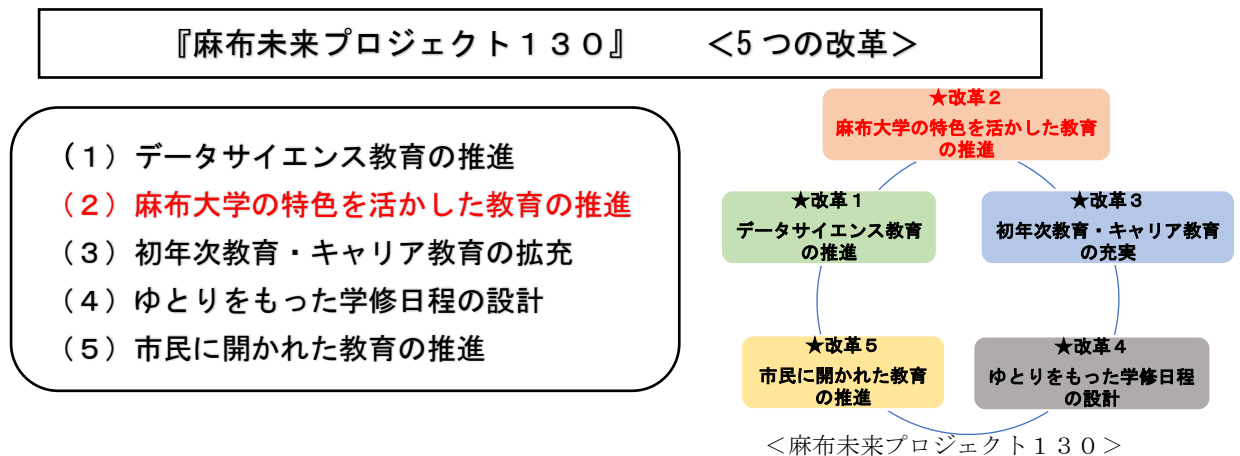 『麻布未来プロジェクト１３０』　　＜5 つの改革＞
（１）データサイエンス教育の推進
（２）麻布大学の特色を活かした教育の推進
（３）初年次教育・キャリア教育の拡充
（４）ゆとりをもった学修日程の設計
（５）市民に開かれた教育の推進
★改革２
麻布大学の特色を活かした教育
の推進
★改革１
データサイエンス教育
の推進
★改革３
初年次教育・キャリア教育
の充実
★改革５
市民に開かれた教育
の推進
★改革４
ゆとりをもった学修日程
の設計
＜麻布未来プロジェクト１３０＞